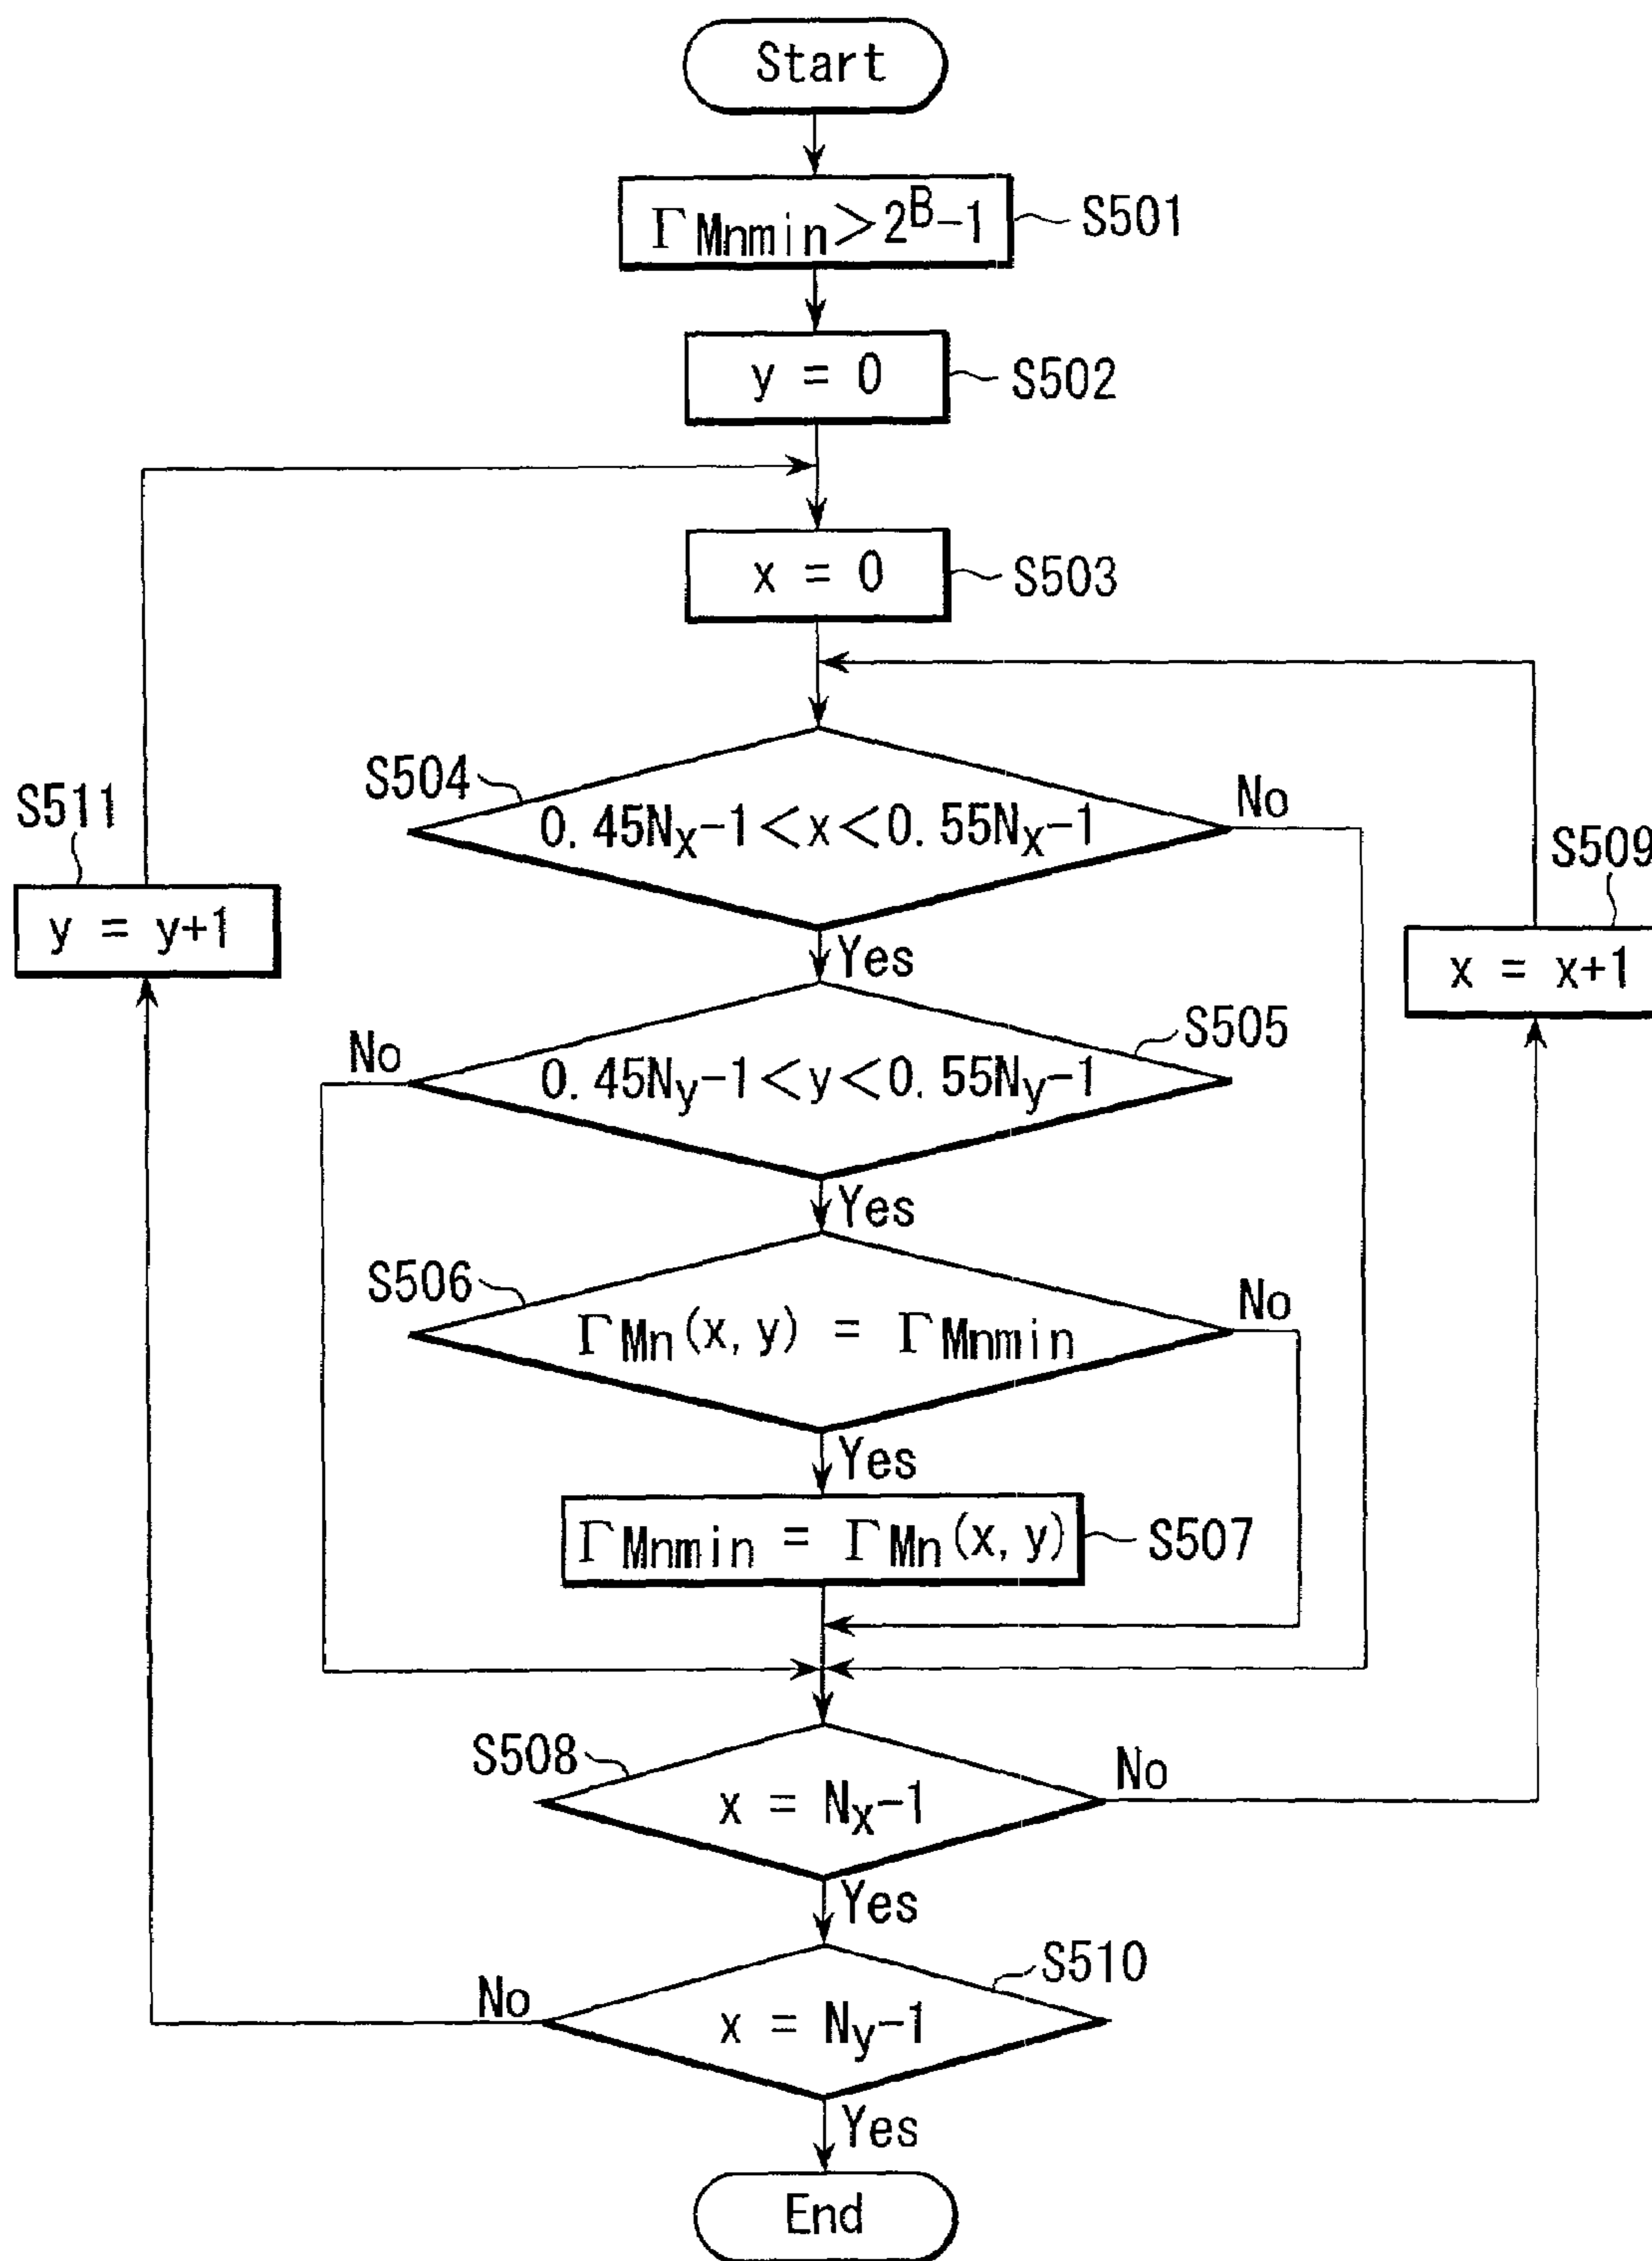 Start
ΓMnmin>2^B-1
S501
y = 0
S502
x = 0
S503
S504
0.45Nx-1<x<0.55Nx-1
No
S511
y = y+1
S509
x = x+1
Yes
S505
No
0.45Ny-1<y<0.55Ny-1
Yes
S506
No
ΓMn(x,y) = ΓMnmin
Yes
ΓMnmin = ΓMn(x,y)
S507
S508
No
x = Nx-1
Yes
S510
No
x = Ny-1
Yes
End